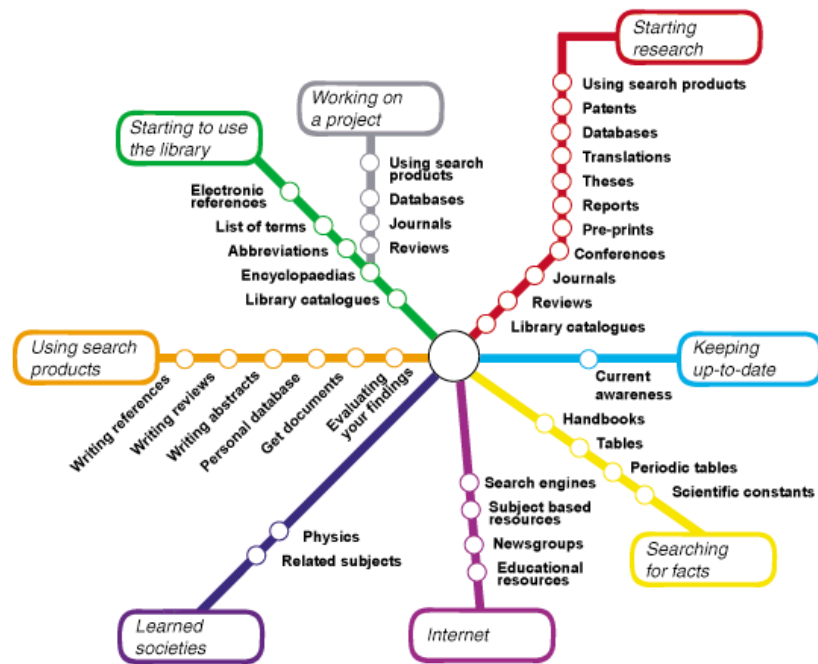 Starting
research
Using search products
Patents
Databases
Translations
Theses
Reports
Pre-prints
Conferences
Journals
Reviews
Library catalogues
Working on
a project
Using search
products
Databases
Journals
Reviews
Starting to use
the library
Electronic
references
List of terms
Abbreviations
Encyclopaedias
Library catalogues
Using search
products
Writing references
Writing reviews
Writing abstracts
Personal database
Get documents
Evaluating
your findings
Keeping
up-to-date
Current
awareness
Handbooks
Tables
Periodic tables
Scientific constants
Searching
for facts
Search engines
Subject based
resources
Newsgroups
Educational
resources
Internet
Physics
Related subjects
Learned
societies